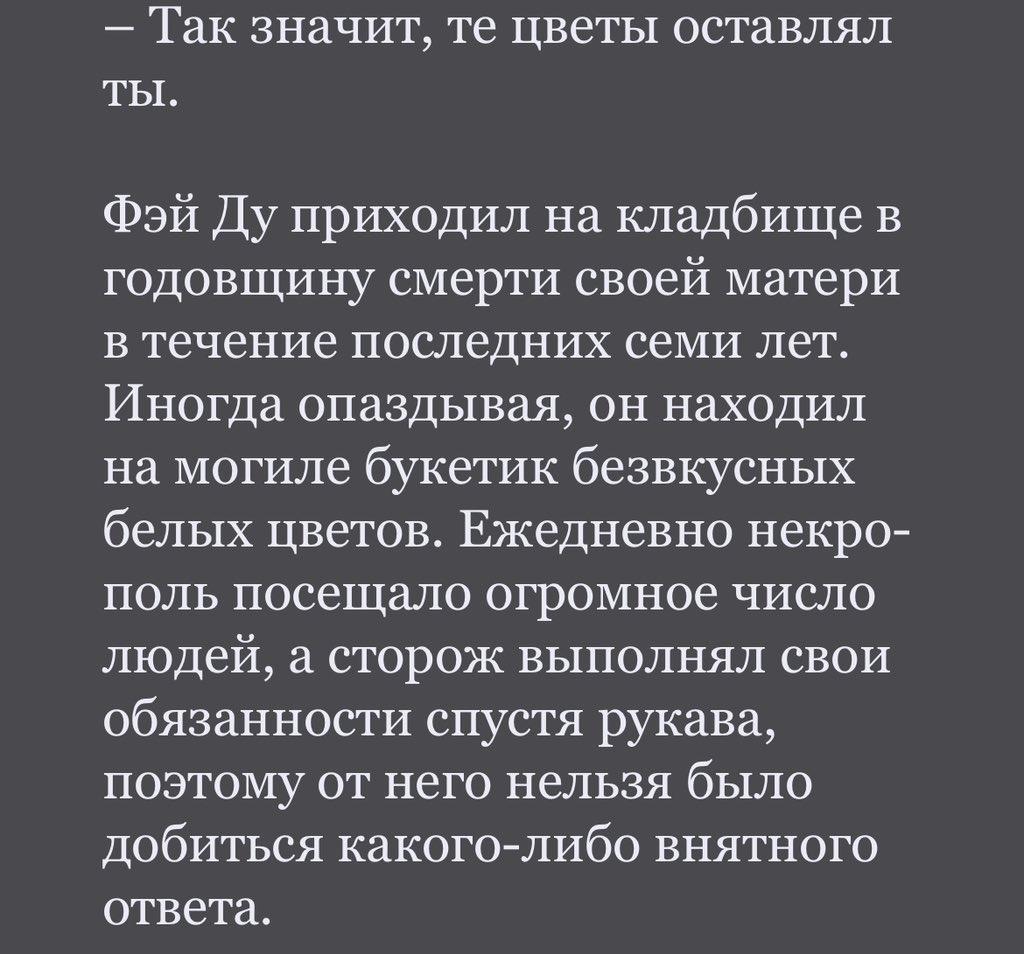 – Так значит, те цветы оставлял
ты.
Фэй Ду приходил на кладбище в
годовщину смерти своей матери
в течение последних семи лет.
Иногда опаздывая, он находил
на могиле букетик безвкусных
белых цветов. Ежедневно некро-
поль посещало огромное число
людей, а сторож выполнял свои
обязанности спустя рукава,
поэтому от него нельзя было
добиться какого-либо внятного
ответа.